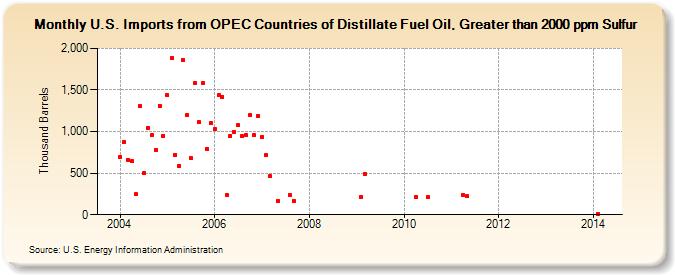 Monthly U.S. Imports from OPEC Countries of Distillate Fuel Oil, Greater than 2000 ppm Sulfur
Thousand Barrels
2,000
1,500
1,000
500
0
2004 2006 2008 2010 2012 2014
Source: U.S. Energy Information Administration